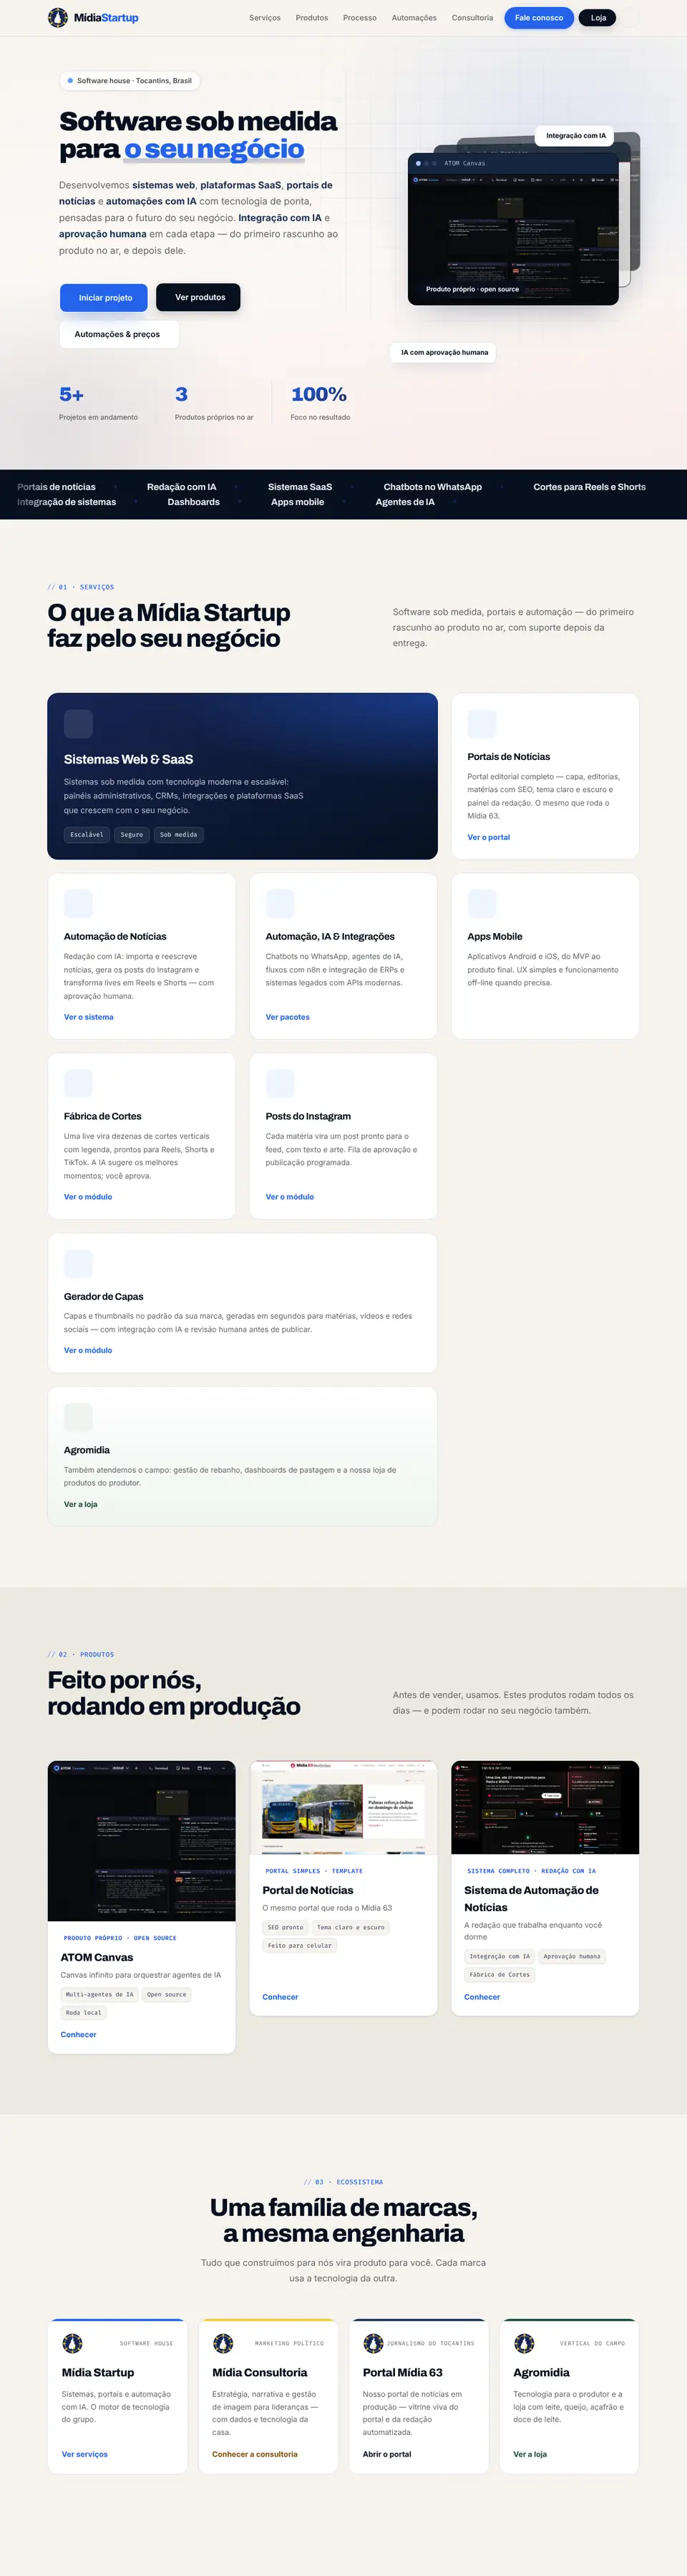 MídiaStartup
Serviços
Produtos
Processo
Automações
Consultoria
Fale conosco
Loja
Software house · Tocantins, Brasil
Software sob medida
para o seu negócio
Desenvolvemos sistemas web, plataformas SaaS, portais de
notícias e automações com IA com tecnologia de ponta,
pensadas para o futuro do seu negócio. Integração com IA e
aprovação humana em cada etapa — do primeiro rascunho ao
produto no ar, e depois dele.
Iniciar projeto
Ver produtos
Automações & preços
Integração com IA
ATOM Canvas
Produto próprio · open source
IA com aprovação humana
5+
Projetos em andamento
3
Produtos próprios no ar
100%
Foco no resultado
Portais de notícias
Redação com IA
Sistemas SaaS
Chatbots no WhatsApp
Cortes para Reels e Shorts
Integração de sistemas
Dashboards
Apps mobile
Agentes de IA
// 01 · SERVIÇOS
O que a Mídia Startup
faz pelo seu negócio
Software sob medida, portais e automação — do primeiro
rascunho ao produto no ar, com suporte depois da
entrega.
Sistemas Web & SaaS
Sistemas sob medida com tecnologia moderna e escalável:
painéis administrativos, CRMs, integrações e plataformas SaaS
que crescem com o seu negócio.
Escalável
Seguro
Sob medida
Portais de Notícias
Portal editorial completo — capa, editorias,
matérias com SEO, tema claro e escuro e
painel da redação. O mesmo que roda o
Mídia 63.
Ver o portal
Automação de Notícias
Redação com IA: importa e reescreve
notícias, gera os posts do Instagram e
transforma lives em Reels e Shorts — com
aprovação humana.
Ver o sistema
Automação, IA & Integrações
Chatbots no WhatsApp, agentes de IA,
fluxos com n8n e integração de ERPs e
sistemas legados com APIs modernas.
Ver pacotes
Apps Mobile
Aplicativos Android e iOS, do MVP ao
produto final. UX simples e funcionamento
off-line quando precisa.
Fábrica de Cortes
Uma live vira dezenas de cortes verticais
com legenda, prontos para Reels, Shorts e
TikTok. A IA sugere os melhores
momentos; você aprova.
Ver o módulo
Posts do Instagram
Cada matéria vira um post pronto para o
feed, com texto e arte. Fila de aprovação e
publicação programada.
Ver o módulo
Gerador de Capas
Capas e thumbnails no padrão da sua marca, geradas em segundos para matérias, vídeos e redes
sociais — com integração com IA e revisão humana antes de publicar.
Ver o módulo
Agromidia
Também atendemos o campo: gestão de rebanho, dashboards de pastagem e a nossa loja de
produtos do produtor.
Ver a loja
// 02 · PRODUTOS
Feito por nós,
rodando em produção
Antes de vender, usamos. Estes produtos rodam todos os
dias — e podem rodar no seu negócio também.
PRODUTO PRÓPRIO · OPEN SOURCE
ATOM Canvas
Canvas infinito para orquestrar agentes de IA
Multi-agentes de IA
Open source
Roda local
Conhecer
Palmas reforça ônibus
no domingo de eleição
PORTAL SIMPLES · TEMPLATE
Portal de Notícias
O mesmo portal que roda o Mídia 63
SEO pronto
Tema claro e escuro
Feito para celular
Conhecer
SISTEMA COMPLETO · REDAÇÃO COM IA
Sistema de Automação de
Notícias
A redação que trabalha enquanto você
dorme
Integração com IA
Aprovação humana
Fábrica de Cortes
Conhecer
// 03 · ECOSSISTEMA
Uma família de marcas,
a mesma engenharia
Tudo que construímos para nós vira produto para você. Cada marca
usa a tecnologia da outra.
SOFTWARE HOUSE
Mídia Startup
Sistemas, portais e automação
com IA. O motor de tecnologia
do grupo.
Ver serviços
MARKETING POLÍTICO
Mídia Consultoria
Estratégia, narrativa e gestão
de imagem para lideranças —
com dados e tecnologia da
casa.
Conhecer a consultoria
JORNALISMO DO TOCANTINS
Portal Mídia 63
Nosso portal de notícias em
produção — vitrine viva do
portal e da redação
automatizada.
Abrir o portal
VERTICAL DO CAMPO
Agromidia
Tecnologia para o produtor e a
loja com leite, queijo, açafrão e
doce de leite.
Ver a loja